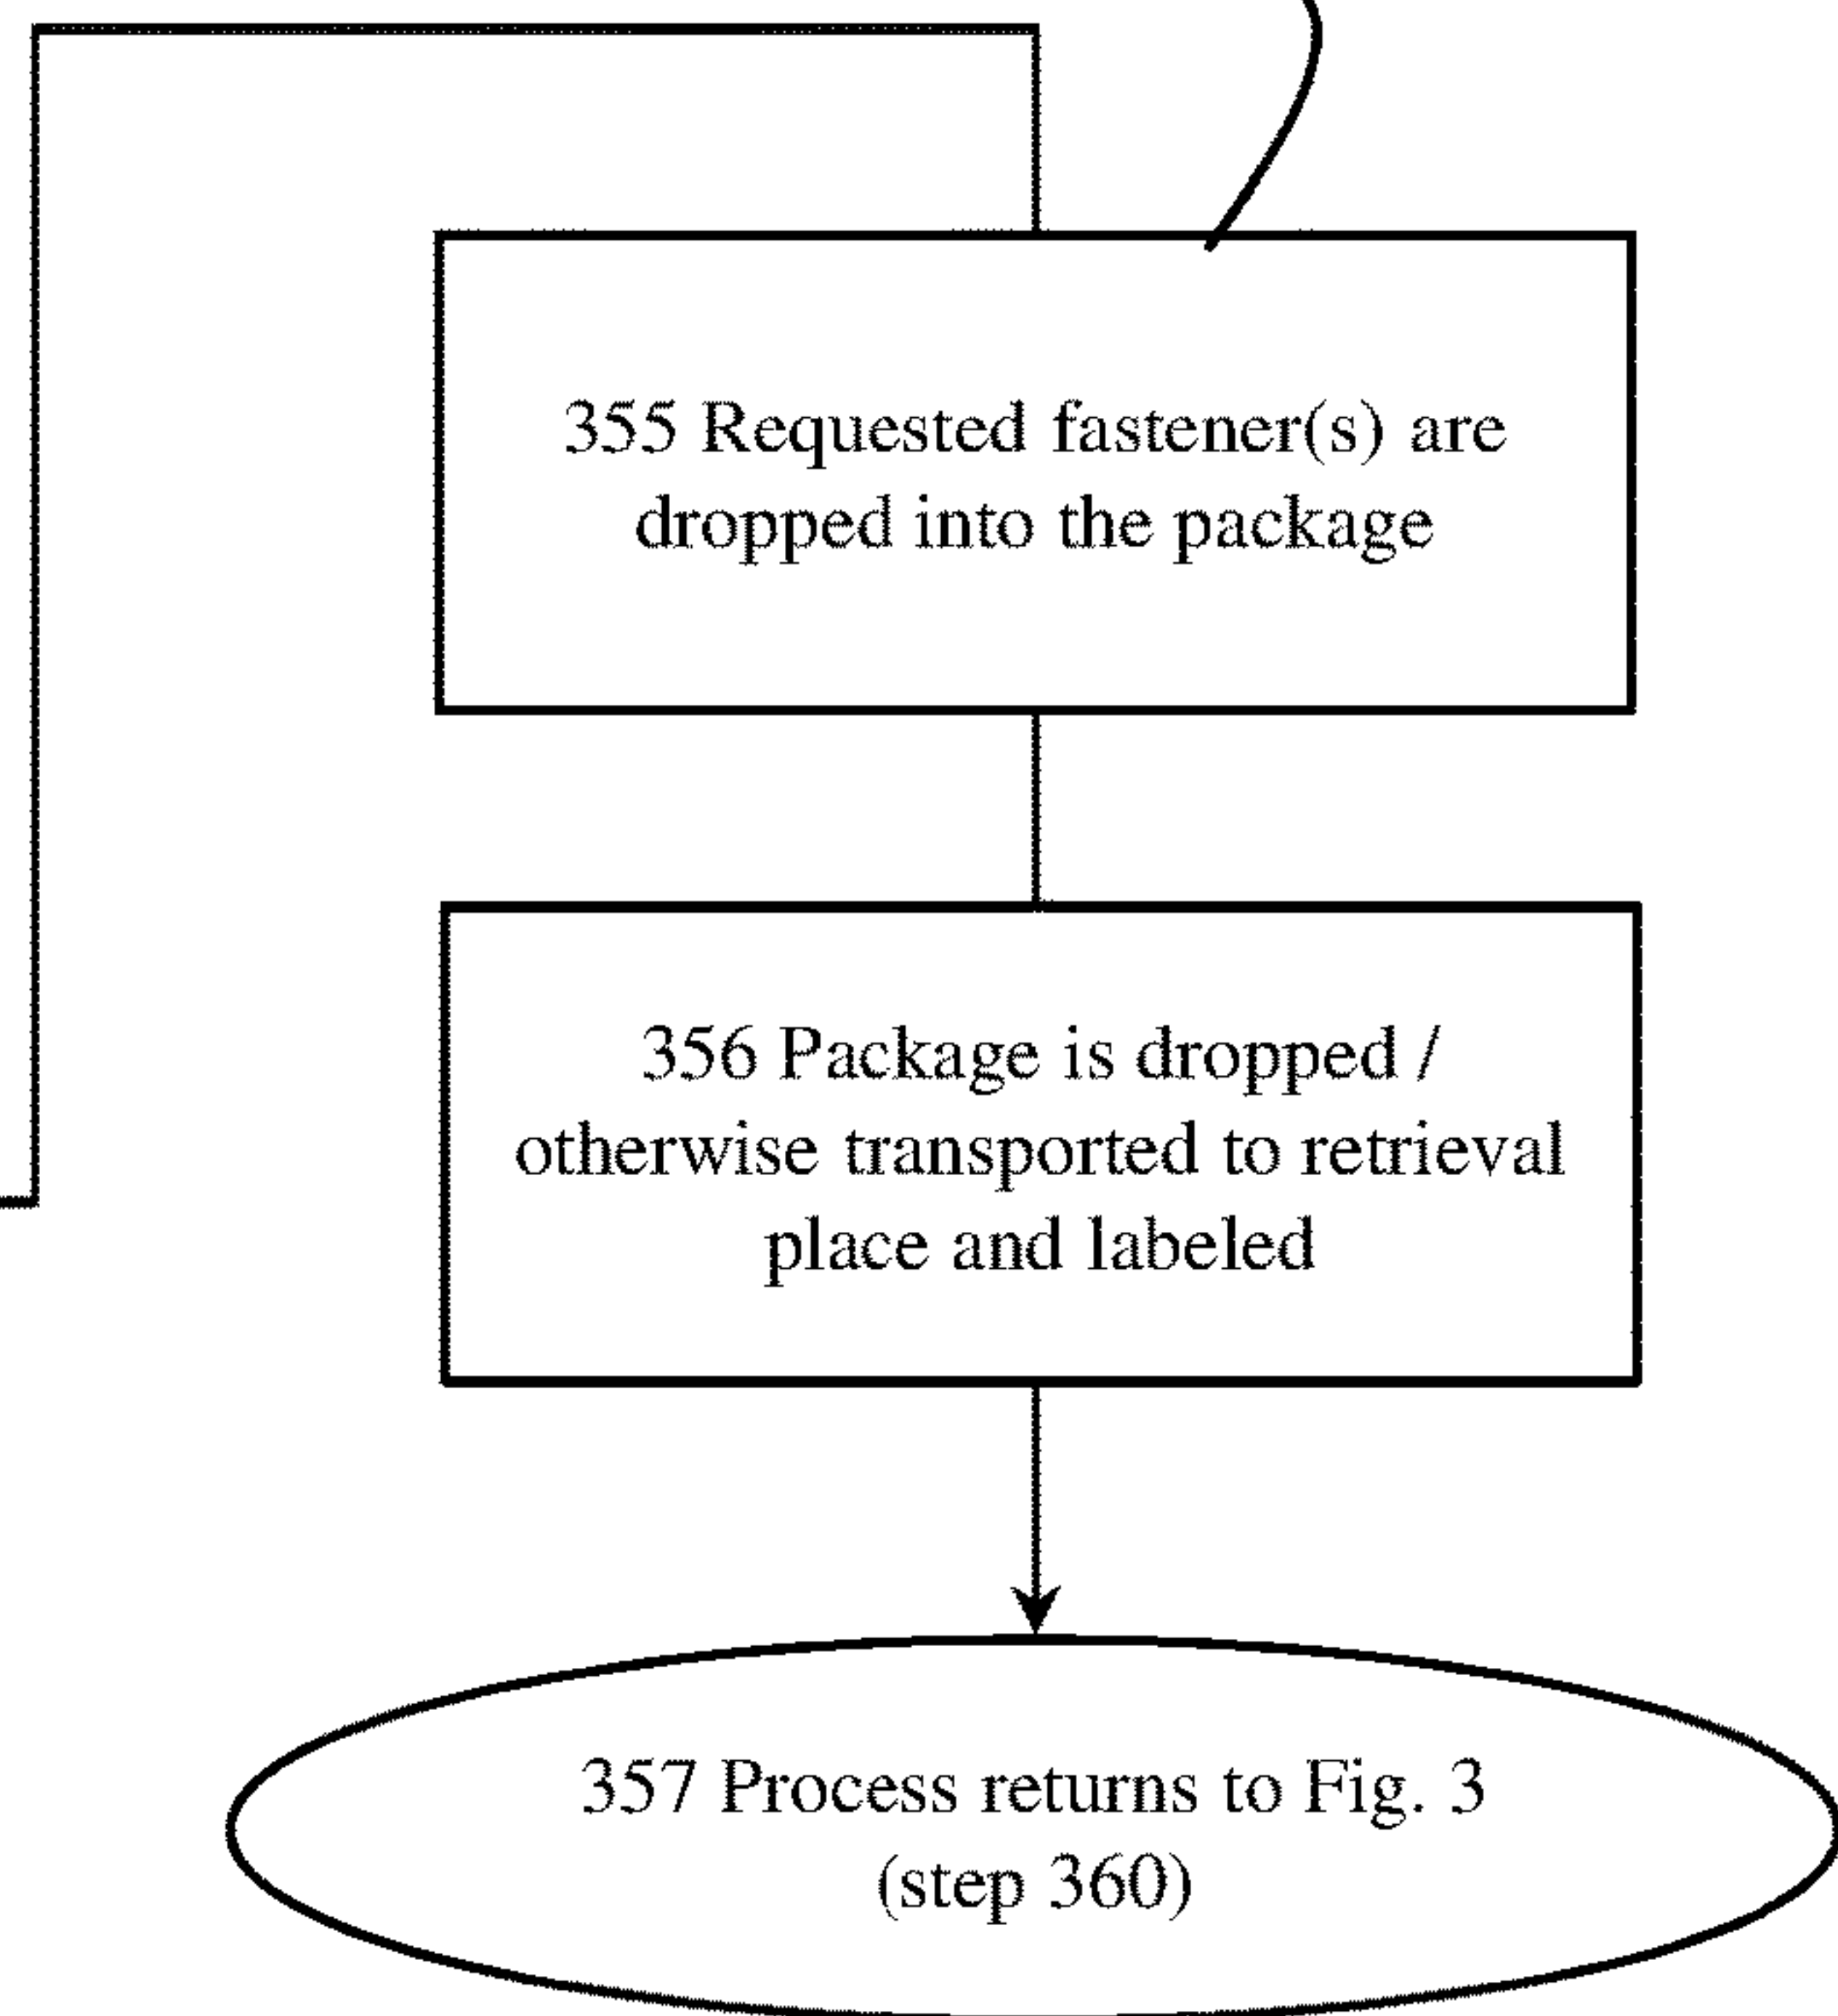 355 Requested fastener(s) are
dropped into the package
356 Package is dropped /
otherwise transported to retrieval
place and labeled
357 Process returns to Fig. 3
(step 360)